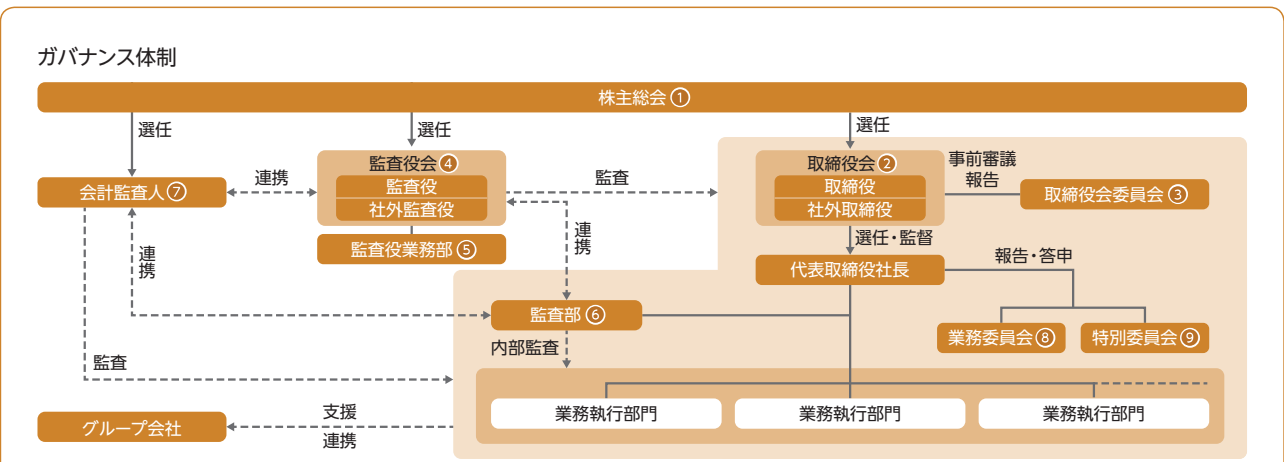 ガバナンス体制
株主総会①
選任
選任
選任
監査役会④
監査役
社外監査役
取締役会②
取締役
社外取締役
事前審議
報告
取締役会委員会③
会計監査人⑦
連携
監査
連携
連携
監査役業務部⑤
選任・監督
代表取締役社長
報告・答申
監査部⑥
内部監査
業務委員会⑧
特別委員会⑨
監査
業務執行部門
業務執行部門
業務執行部門
グループ会社
支援
連携